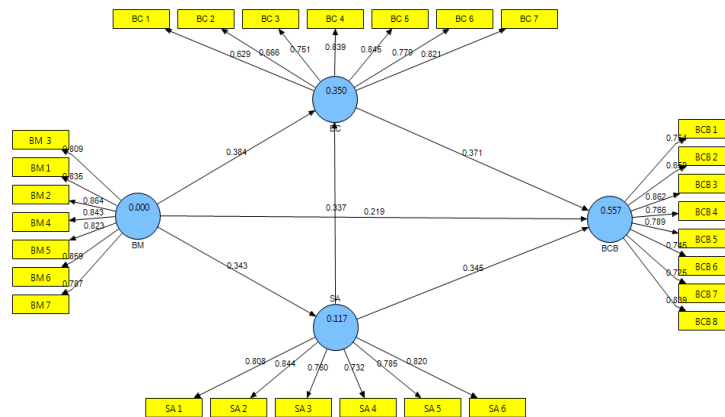 BC 1
BC 2
BC 3
BC 4
BC 5
BC 6
BC 7
0.629
0.666
0.751
0.839
0.845
0.779
0.821
0.350
BC
BM 3
BM 1
BM 2
BM 4
BM 5
BM 6
BM 7
0.809
0.836
0.864
0.843
0.823
0.859
0.787
0.000
BM
0.384
0.371
0.337
0.219
0.343
0.345
BCB 1
BCB 2
BCB 3
BCB 4
BCB 5
BCB 6
BCB 7
BCB 8
0.754
0.862
0.766
0.789
0.745
0.725
0.839
0.557
BCB
SA
0.117
0.808
0.844
0.760
0.732
0.785
0.820
SA 1
SA 2
SA 3
SA 4
SA 5
SA 6